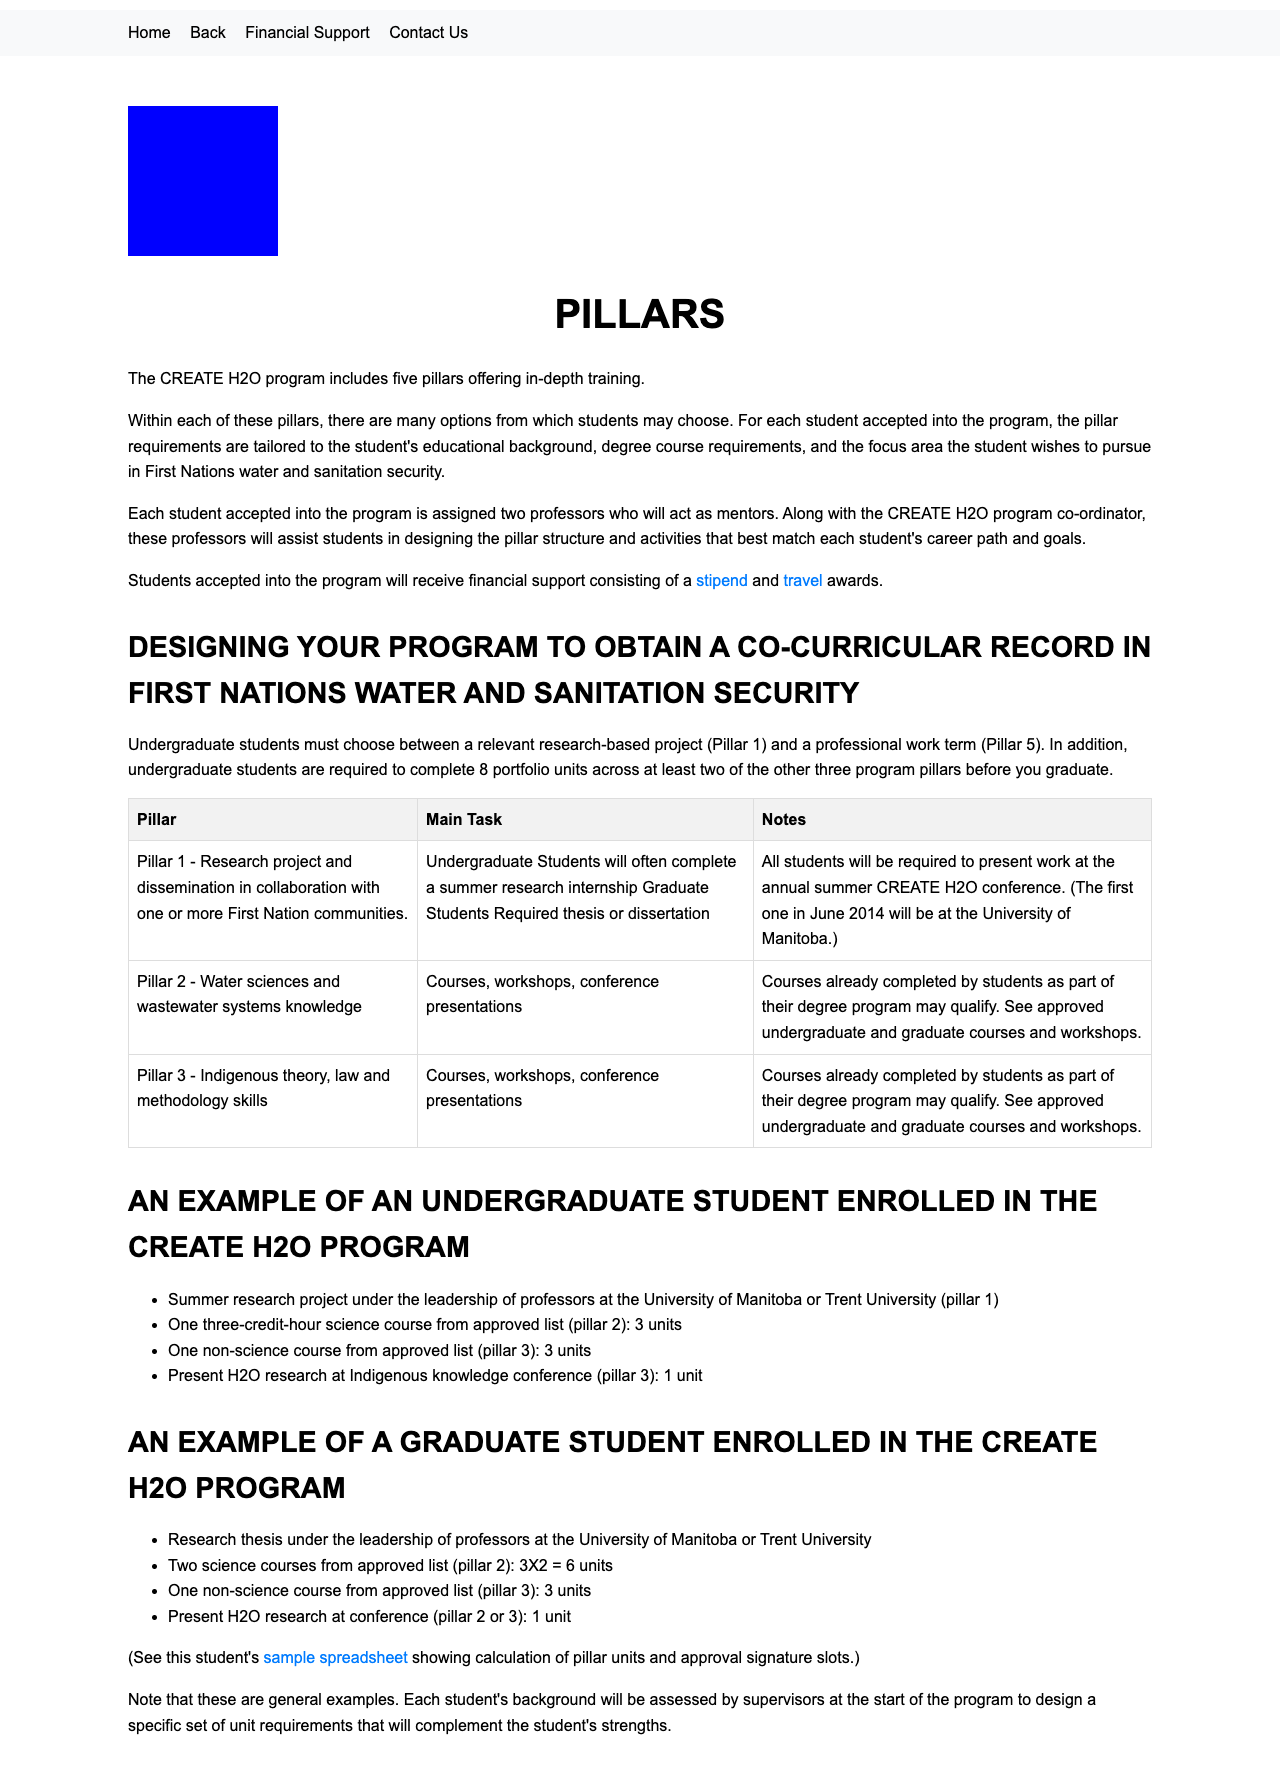 Home Back Financial Support Contact Us
PILLARS
The CREATE H2O program includes five pillars offering in-depth training.
Within each of these pillars, there are many options from which students may choose. For each student accepted into the program, the pillar
requirements are tailored to the student's educational background, degree course requirements, and the focus area the student wishes to pursue
in First Nations water and sanitation security.
Each student accepted into the program is assigned two professors who will act as mentors. Along with the CREATE H2O program co-ordinator,
these professors will assist students in designing the pillar structure and activities that best match each student's career path and goals.
Students accepted into the program will receive financial support consisting of a stipend and travel awards.
DESIGNING YOUR PROGRAM TO OBTAIN A CO-CURRICULAR RECORD IN
FIRST NATIONS WATER AND SANITATION SECURITY
Undergraduate students must choose between a relevant research-based project (Pillar 1) and a professional work term (Pillar 5). In addition,
undergraduate students are required to complete 8 portfolio units across at least two of the other three program pillars before you graduate.
Pillar Main Task Notes
Pillar 1 - Research project and
dissemination in collaboration with
one or more First Nation communities.
Undergraduate Students will often complete
a summer research internship Graduate
Students Required thesis or dissertation
All students will be required to present work at the
annual summer CREATE H2O conference. (The first
one in June 2014 will be at the University of
Manitoba.)
Pillar 2 - Water sciences and
wastewater systems knowledge
Courses, workshops, conference
presentations
Courses already completed by students as part of
their degree program may qualify. See approved
undergraduate and graduate courses and workshops.
Pillar 3 - Indigenous theory, law and
methodology skills
Courses, workshops, conference
presentations
Courses already completed by students as part of
their degree program may qualify. See approved
undergraduate and graduate courses and workshops.
AN EXAMPLE OF AN UNDERGRADUATE STUDENT ENROLLED IN THE
CREATE H2O PROGRAM
• Summer research project under the leadership of professors at the University of Manitoba or Trent University (pillar 1)
• One three-credit-hour science course from approved list (pillar 2): 3 units
• One non-science course from approved list (pillar 3): 3 units
• Present H2O research at Indigenous knowledge conference (pillar 3): 1 unit
AN EXAMPLE OF A GRADUATE STUDENT ENROLLED IN THE CREATE
H2O PROGRAM
• Research thesis under the leadership of professors at the University of Manitoba or Trent University
• Two science courses from approved list (pillar 2): 3X2 = 6 units
• One non-science course from approved list (pillar 3): 3 units
• Present H2O research at conference (pillar 2 or 3): 1 unit
(See this student's sample spreadsheet showing calculation of pillar units and approval signature slots.)
Note that these are general examples. Each student's background will be assessed by supervisors at the start of the program to design a
specific set of unit requirements that will complement the student's strengths.